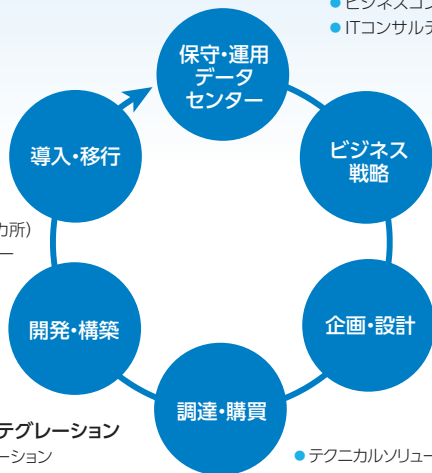 ビジネスコン
ITコンサルテ
保守・運用
データ
センター
導入・移行
ビジネス
戦略
カ所)
ー
開発・構築
企画・設計
調達・購買
テグレーション
ーション
テクニカルソリュー